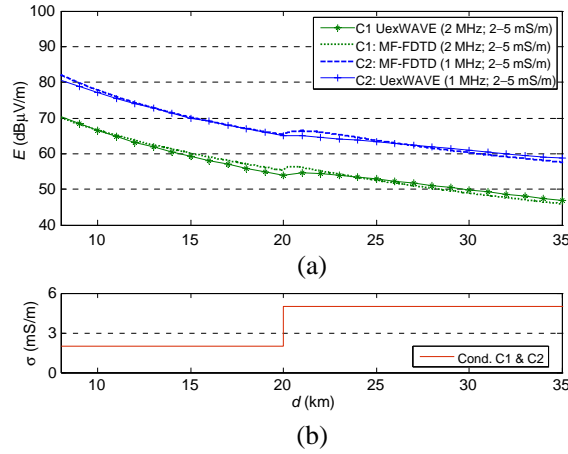 100
90
80
70
60
50
40
E (dBμV/m)
C1 UexWAVE (2 MHz; 2–5 mS/m)
C1: MF-FDTD (2 MHz; 2–5 mS/m)
C2: MF-FDTD (1 MHz; 2–5 mS/m)
C2: UexWAVE (1 MHz; 2–5 mS/m)
10 15 20 25 30 35
(a)
6
3
0
σ (mS/m)
Cond. C1 & C2
10 15 20 25 30 35
d (km)
(b)